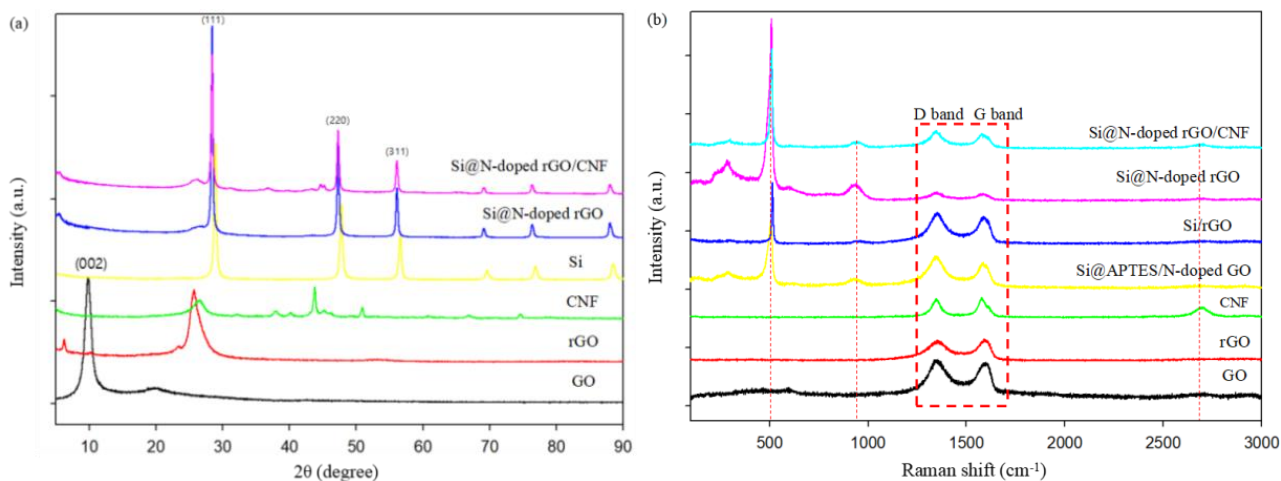 (a)
(111)
(220)
(311)
Si@N-doped rGO/CNF
Si@N-doped rGO
Si
(002)
CNF
rGO
GO
Intensity (a.u.)
10 20 30 40 50 60 70 80 90
2θ (degree)
(b)
D band G band
Si@N-doped rGO/CNF
Si@N-doped rGO
Si/rGO
Si@APTES/N-doped GO
CNF
rGO
GO
Intensity (a.u.)
500 1000 1500 2000 2500 3000
Raman shift (cm⁻¹)